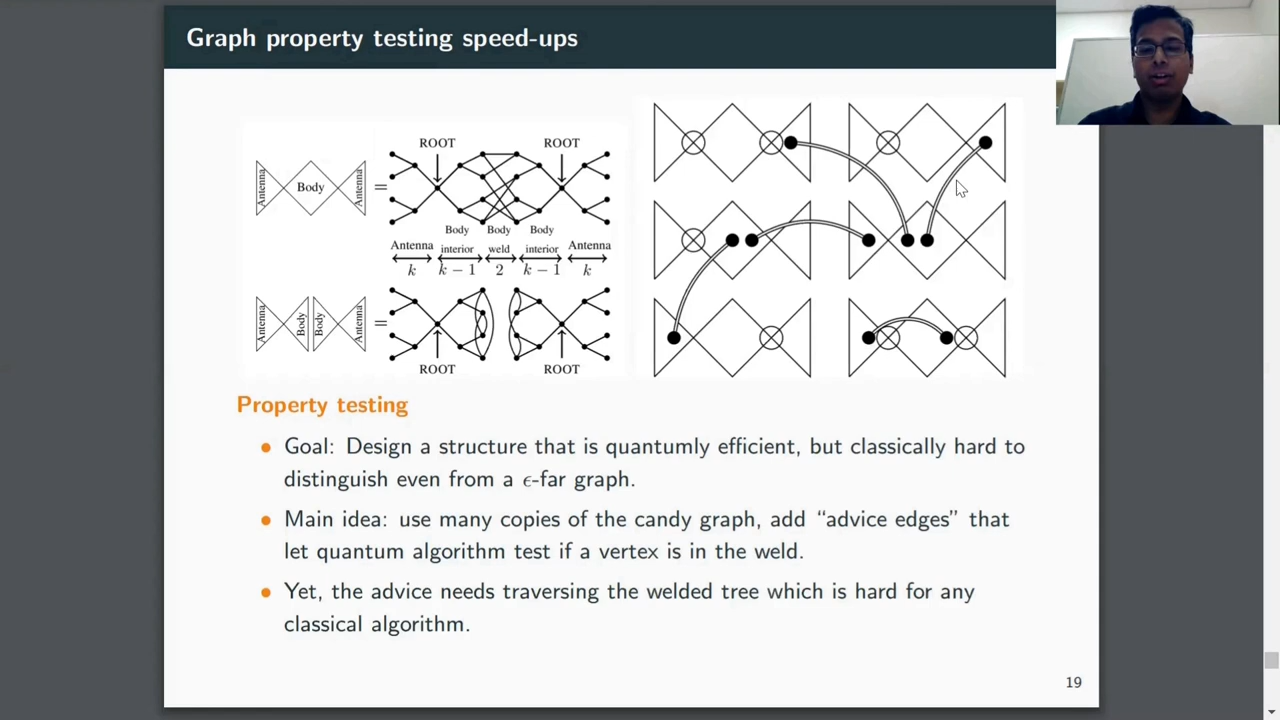 Graph property testing speed-ups
ROOT ROOT
Antenna Body Antenna =
Body Body Body
Antenna interior weld interior Antenna
k k − 1 2 k − 1 k
Antenna Body Body Antenna =
ROOT ROOT
Property testing
• Goal: Design a structure that is quantumly efficient, but classically hard to
distinguish even from a ϵ-far graph.
• Main idea: use many copies of the candy graph, add “advice edges” that
let quantum algorithm test if a vertex is in the weld.
• Yet, the advice needs traversing the welded tree which is hard for any
classical algorithm.
19